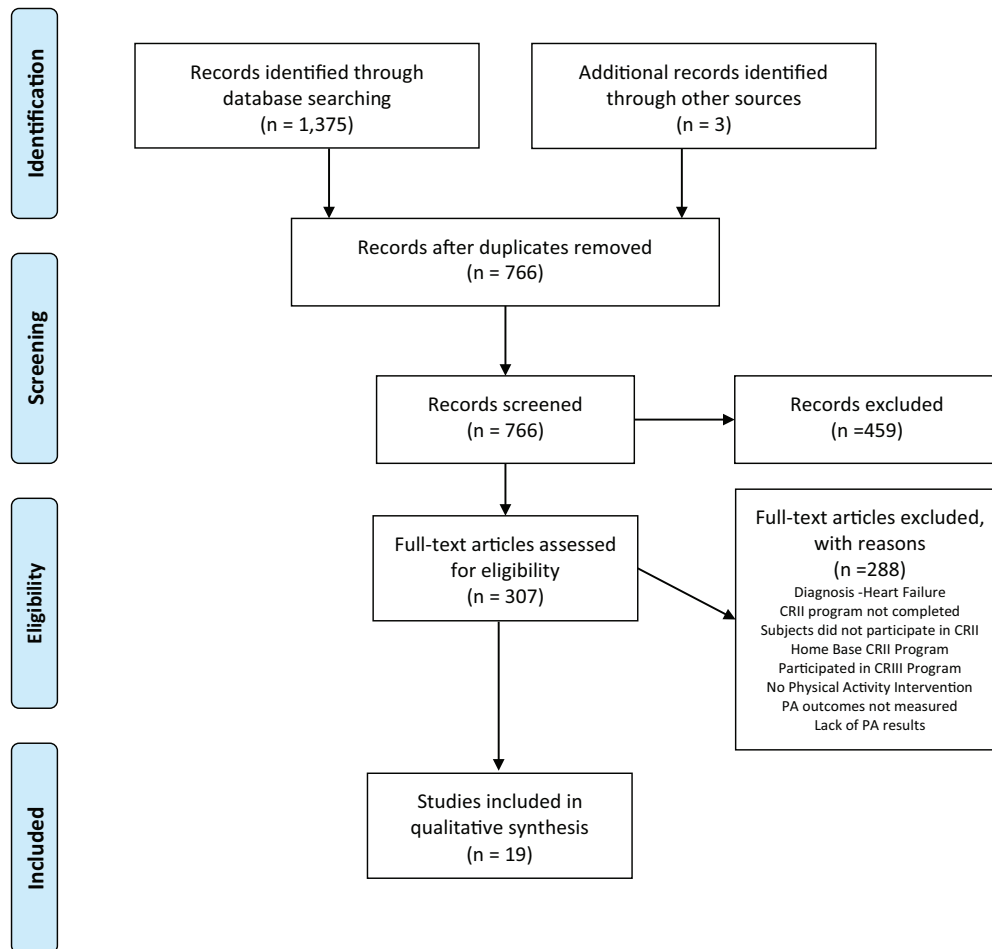 Identification
Records identified through
database searching
(n = 1,375)
Additional records identified
through other sources
(n = 3)
Records after duplicates removed
(n = 766)
Screening
Records screened
(n = 766)
Records excluded
(n =459)
Eligibility
Full-text articles assessed
for eligibility
(n = 307)
Full-text articles excluded,
with reasons
(n =288)
Diagnosis -Heart Failure
CRII program not completed
Subjects did not participate in CRII
Home Base CRII Program
Participated in CRIII Program
No Physical Activity Intervention
PA outcomes not measured
Lack of PA results
Included
Studies included in
qualitative synthesis
(n = 19)